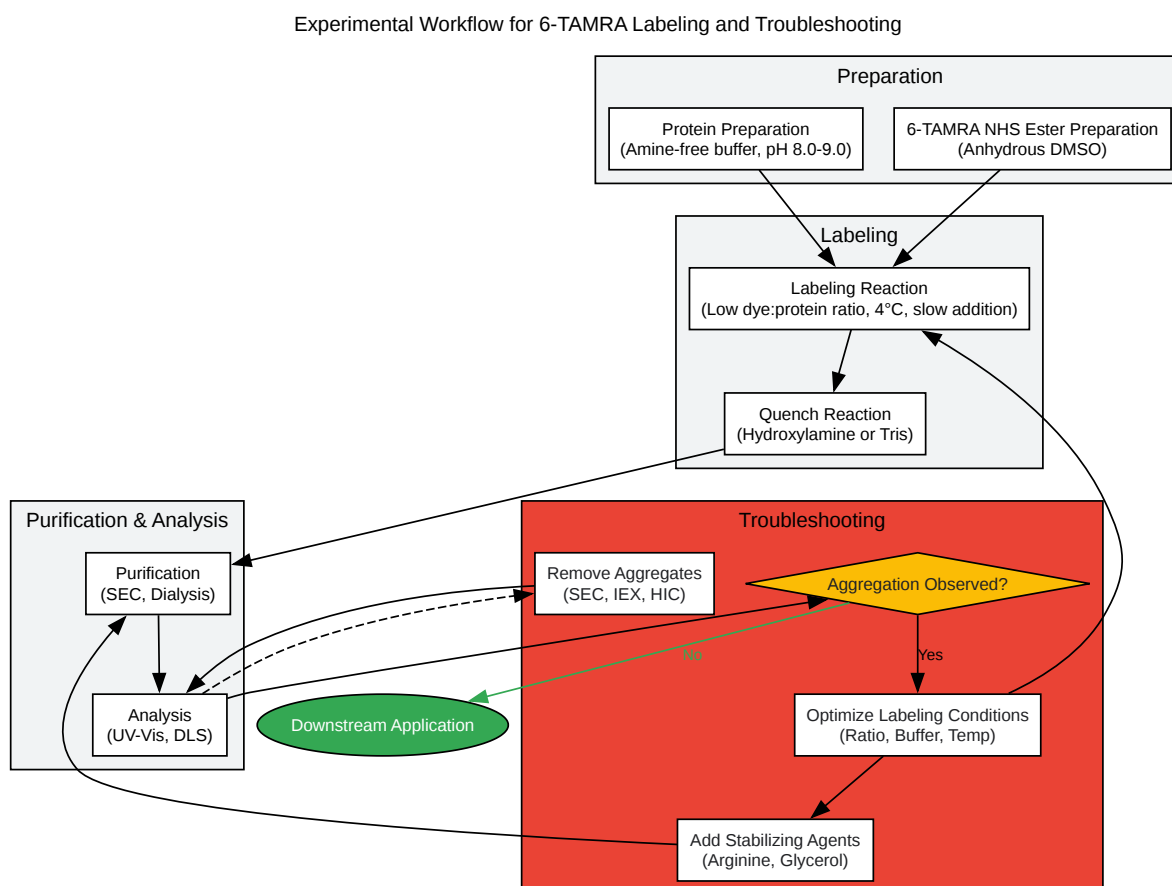 Experimental Workflow for 6-TAMRA Labeling and Troubleshooting
Preparation
Protein Preparation
(Amine-free buffer, pH 8.0-9.0)
6-TAMRA NHS Ester Preparation
(Anhydrous DMSO)
Labeling
Labeling Reaction
(Low dye:protein ratio, 4°C, slow addition)
Quench Reaction
(Hydroxylamine or Tris)
Purification & Analysis
Purification
(SEC, Dialysis)
Analysis
(UV-Vis, DLS)
Troubleshooting
Remove Aggregates
(SEC, IEX, HIC)
Aggregation Observed?
No
Yes
Downstream Application
Optimize Labeling Conditions
(Ratio, Buffer, Temp)
Add Stabilizing Agents
(Arginine, Glycerol)